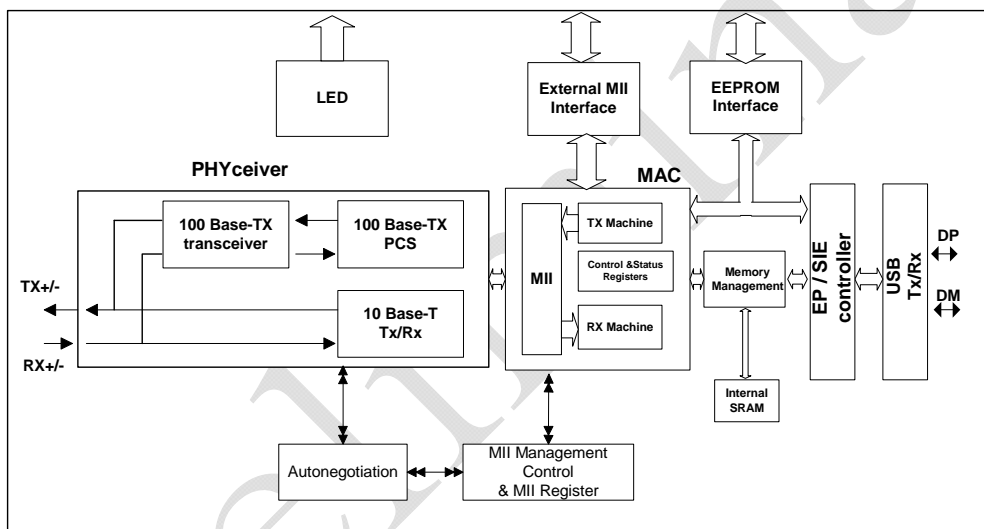 LED
External MII
Interface
EEPROM
Interface
PHYceiver
MAC
100 Base-TX
transceiver
100 Base-TX
PCS
10 Base-T
Tx/Rx
TX+/-
RX+/-
MII
TX Machine
Control &Status
Registers
RX Machine
Memory
Management
EP / SIE
controller
USB
Tx/Rx
DP
DM
Internal
SRAM
Autonegotiation
MII Management
Control
& MII Register